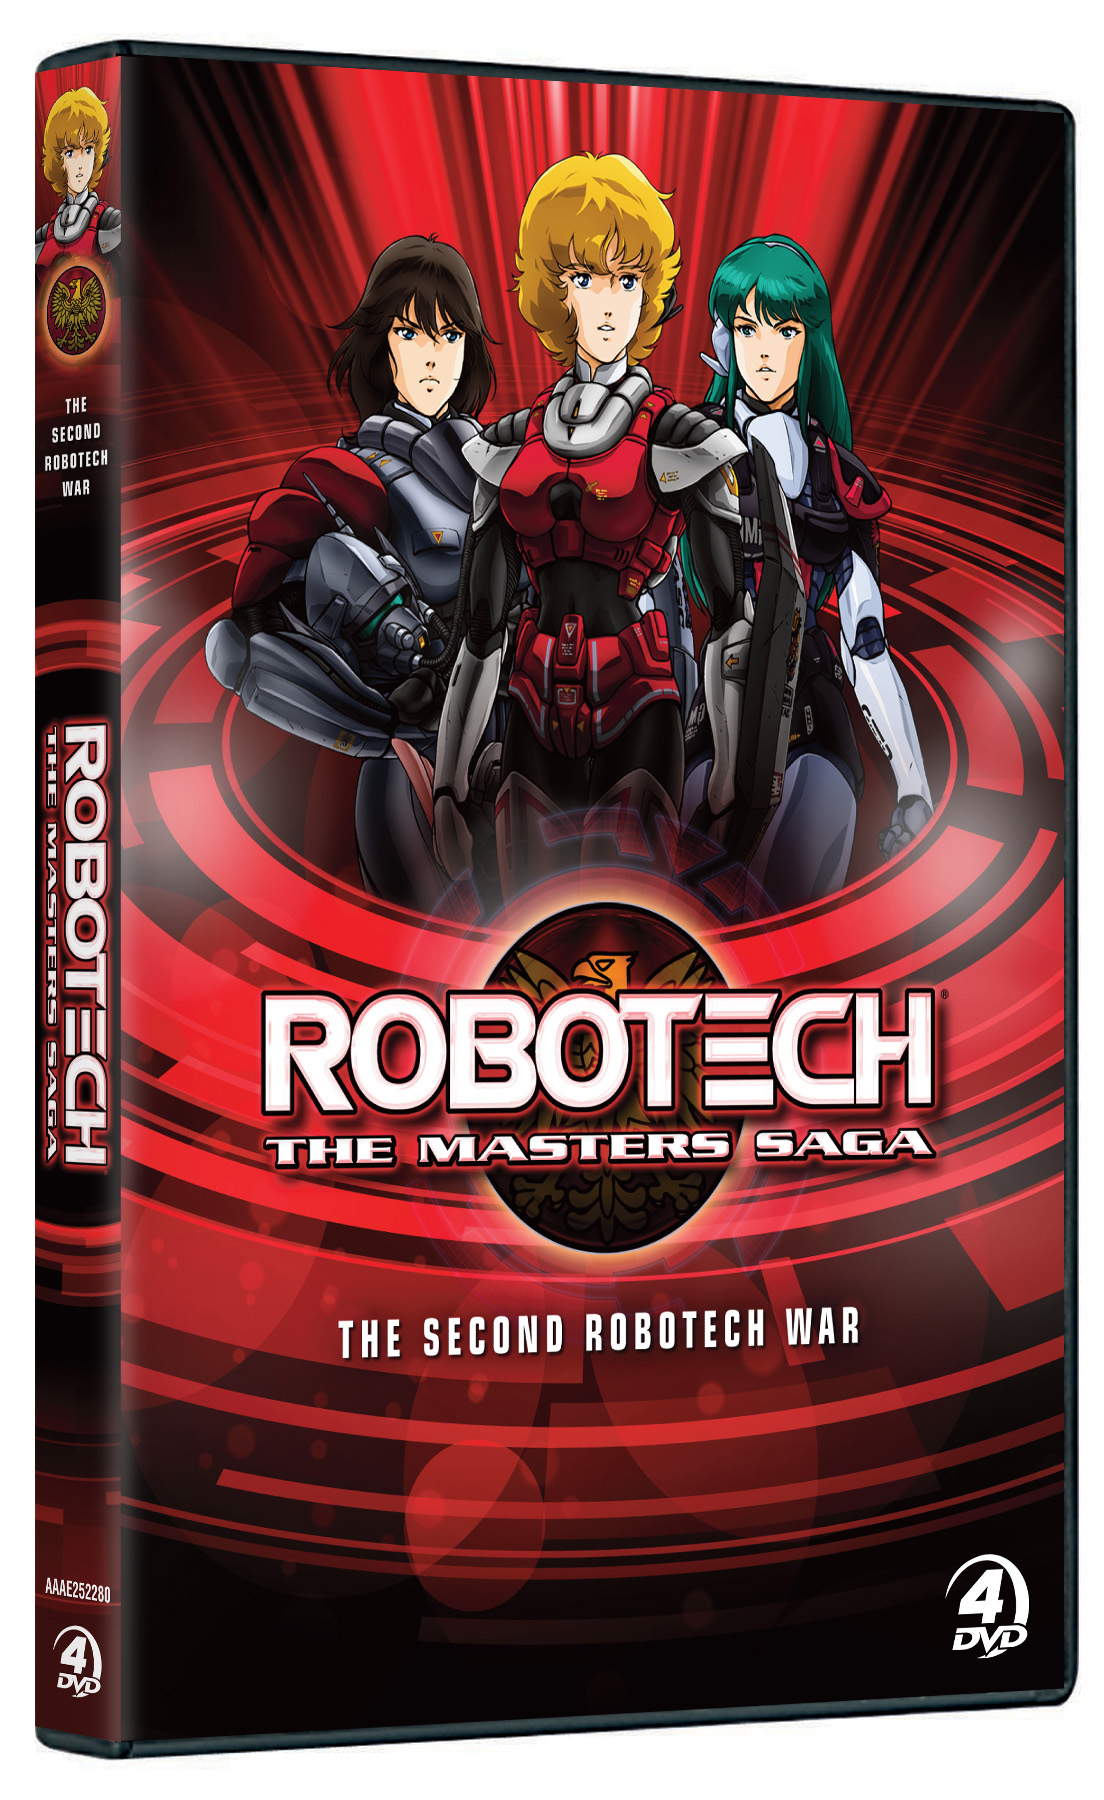 THE
SECOND
ROBOTECH
WAR
ROBOTECH
THE MASTERS SAGA
AAAE252280
4
DVD
ROBOTECH®
THE MASTERS SAGA
THE SECOND ROBOTECH WAR
4
DVD